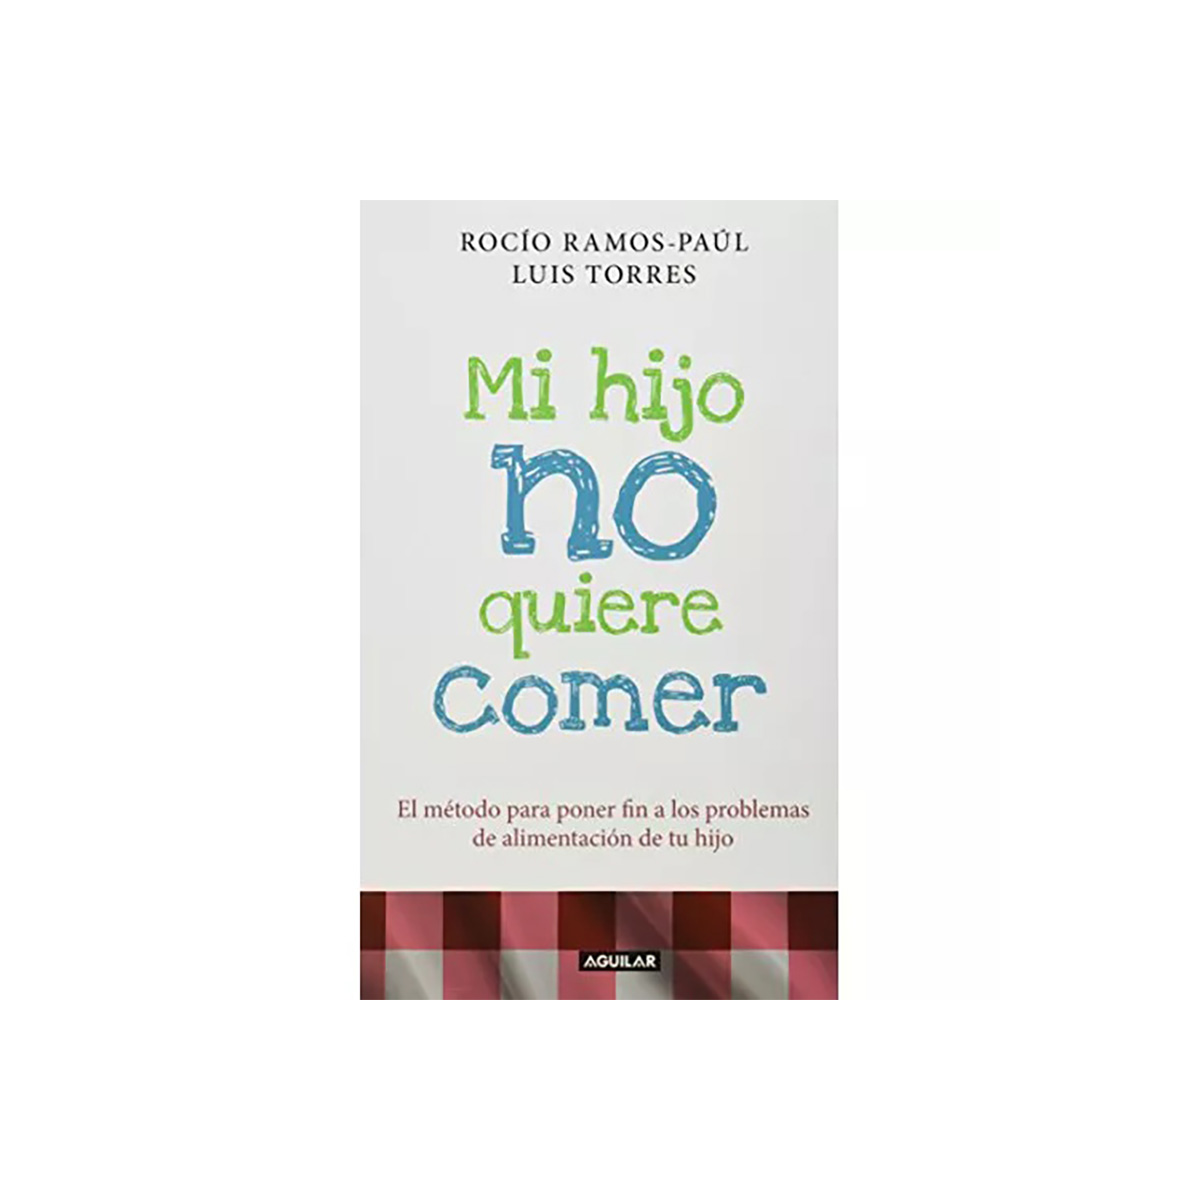 ROCÍO RAMOS-PAÚL
LUIS TORRES
Mi hijo
no
quiere
Comer
El método para poner fin a los problemas
de alimentación de tu hijo
AGUILAR